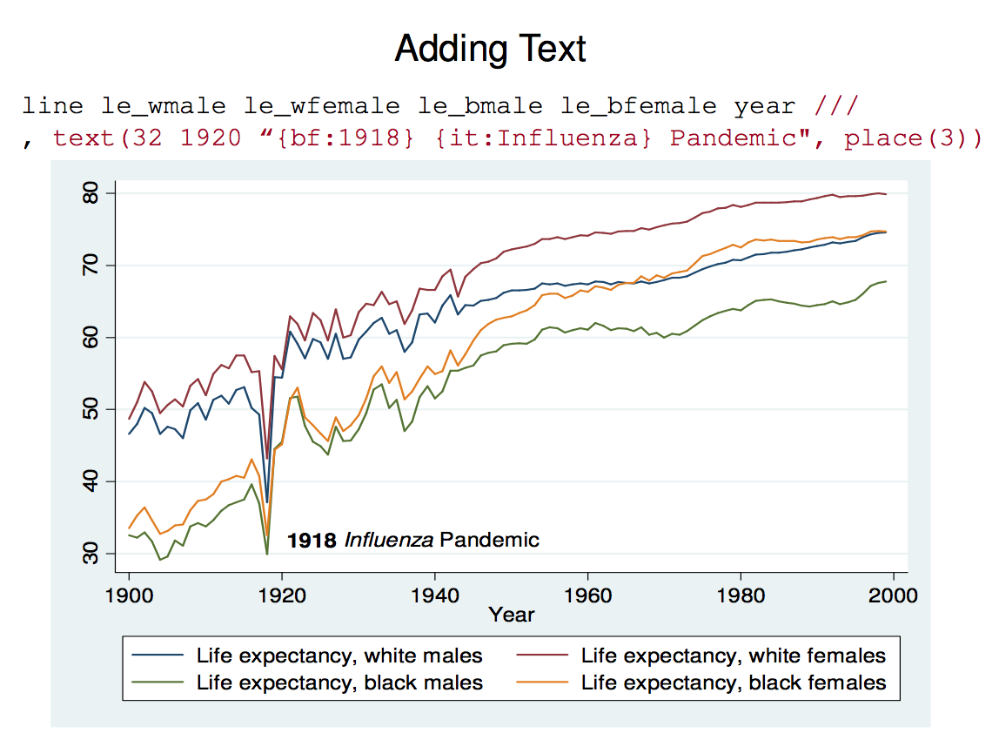 Adding Text
line le_wmale le_wfemale le_bmale le_bfemale year ///
, text(32 1920 “{bf:1918} {it:Influenza} Pandemic", place(3))
80
70
60
50
40
30
1918 Influenza Pandemic
1900 1920 1940 1960 1980 2000
Year
Life expectancy, white males Life expectancy, white females
Life expectancy, black males Life expectancy, black females